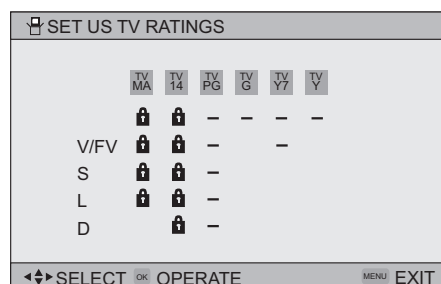 SET US TV RATINGS
TV MA TV 14 TV PG TV G TV Y7 TV Y
– – – –
V/FV – –
S –
L –
D –
SELECT OK OPERATE MENU EXIT